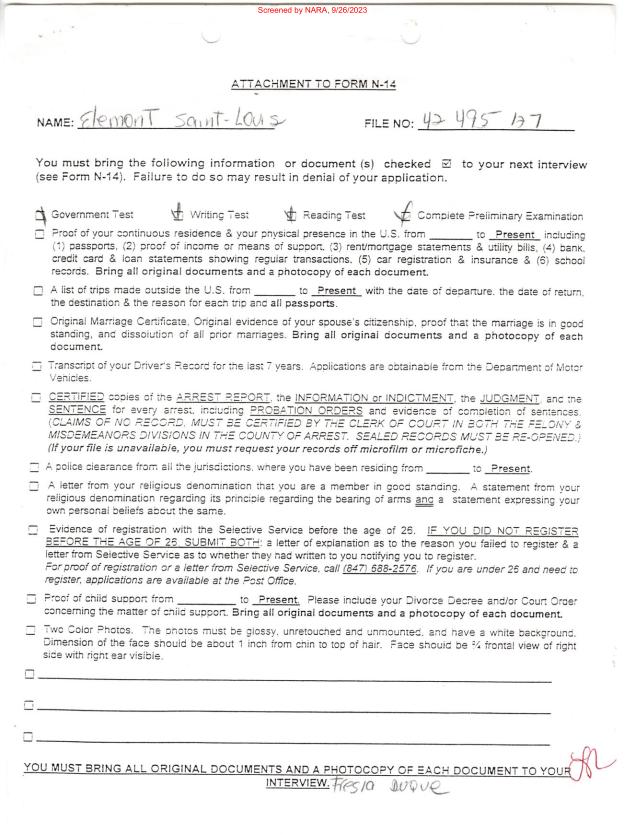 Screened by NARA, 9/26/2023
ATTACHMENT TO FORM N-14
NAME: Elemont Saint-Louis FILE NO: 42 495 127
You must bring the following information or document (s) checked ☑ to your next interview
(see Form N-14). Failure to do so may result in denial of your application.
Government Test Writing Test Reading Test Complete Preliminary Examination
☐ Proof of your continuous residence & your physical presence in the U.S. from ________ to Present including
(1) passports, (2) proof of income or means of support, (3) rent/mortgage statements & utility bills, (4) bank,
credit card & loan statements showing regular transactions, (5) car registration & insurance & (6) school
records. Bring all original documents and a photocopy of each document.
☐ A list of trips made outside the U.S. from ________ to Present with the date of departure, the date of return,
the destination & the reason for each trip and all passports.
☐ Original Marriage Certificate, Original evidence of your spouse's citizenship, proof that the marriage is in good
standing, and dissolution of all prior marriages. Bring all original documents and a photocopy of each
document.
☐ Transcript of your Driver's Record for the last 7 years. Applications are obtainable from the Department of Motor
Vehicles.
☐ CERTIFIED copies of the ARREST REPORT, the INFORMATION or INDICTMENT, the JUDGMENT, and the
SENTENCE for every arrest, including PROBATION ORDERS and evidence of completion of sentences.
(CLAIMS OF NO RECORD, MUST BE CERTIFIED BY THE CLERK OF COURT IN BOTH THE FELONY &
MISDEMEANORS DIVISIONS IN THE COUNTY OF ARREST. SEALED RECORDS MUST BE RE-OPENED.)
(If your file is unavailable, you must request your records off microfilm or microfiche.)
☐ A police clearance from all the jurisdictions, where you have been residing from ________ to Present.
☐ A letter from your religious denomination that you are a member in good standing. A statement from your
religious denomination regarding its principle regarding the bearing of arms and a statement expressing your
own personal beliefs about the same.
☐ Evidence of registration with the Selective Service before the age of 26. IF YOU DID NOT REGISTER
BEFORE THE AGE OF 26, SUBMIT BOTH: a letter of explanation as to the reason you failed to register & a
letter from Selective Service as to whether they had written to you notifying you to register.
For proof of registration or a letter from Selective Service, call (847) 688-2576. If you are under 26 and need to
register, applications are available at the Post Office.
☐ Proof of child support from ________ to Present. Please include your Divorce Decree and/or Court Order
concerning the matter of child support. Bring all original documents and a photocopy of each document.
☐ Two Color Photos. The photos must be glossy, unretouched and unmounted, and have a white background.
Dimension of the face should be about 1 inch from chin to top of hair. Face should be ¾ frontal view of right
side with right ear visible.
YOU MUST BRING ALL ORIGINAL DOCUMENTS AND A PHOTOCOPY OF EACH DOCUMENT TO YOUR
INTERVIEW. Fresia Duque